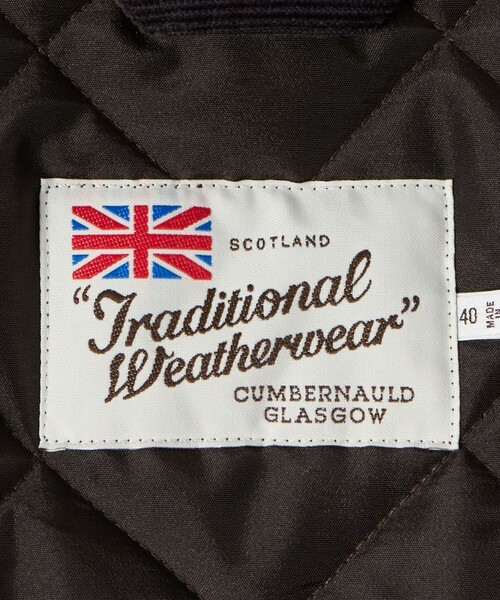 SCOTLAND
"Traditional
Weatherwear"
CUMBERNAULD
GLASGOW
40
MADE
IN